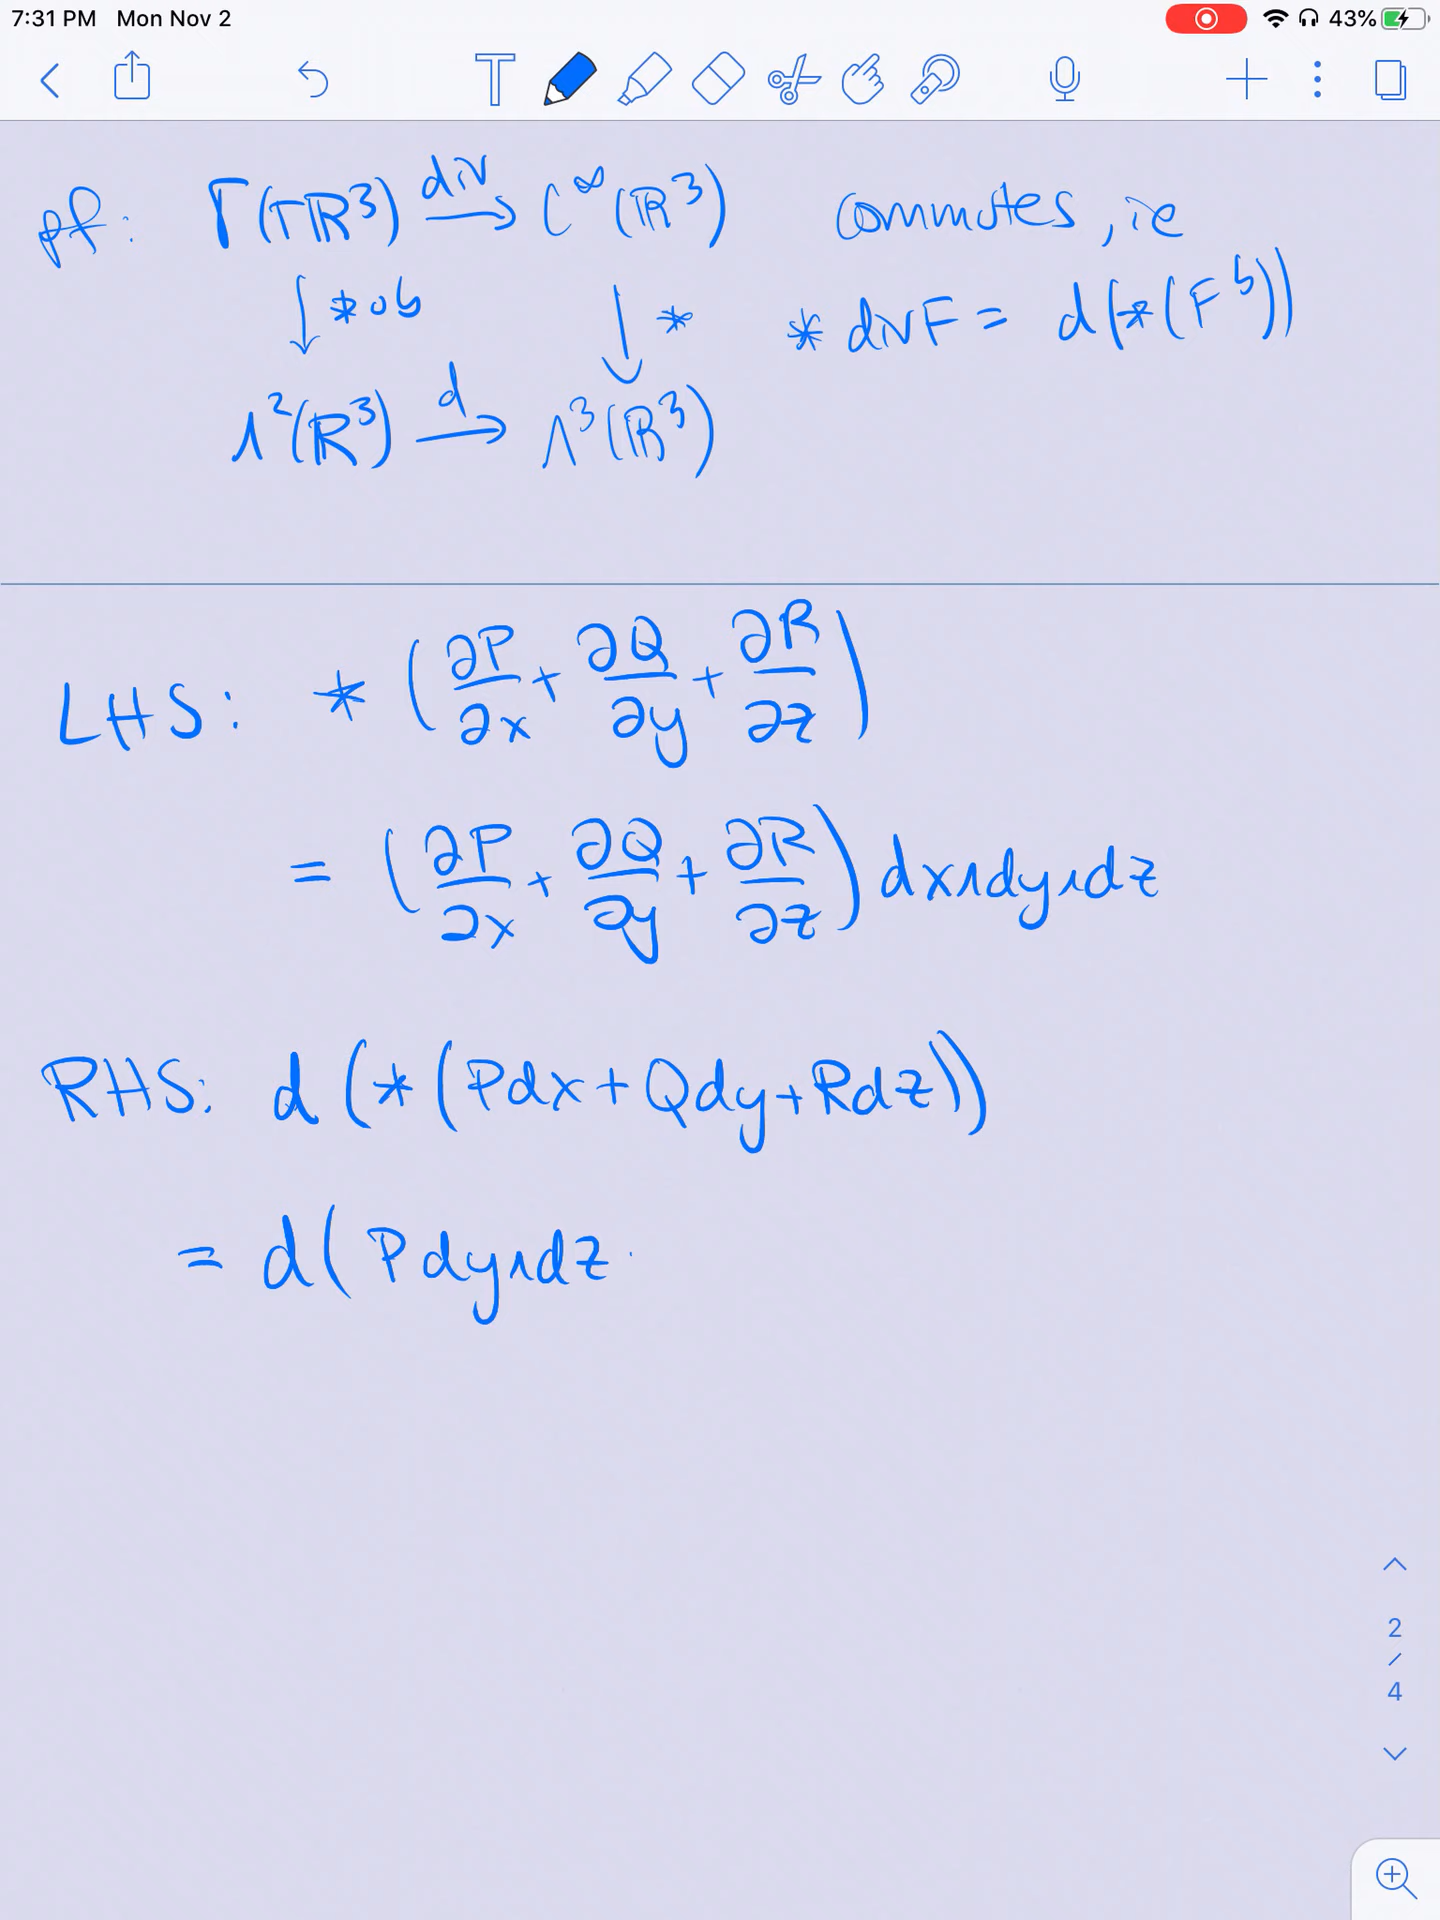 7:31 PM Mon Nov 2 43%
T
pf: Γ(Tℝ³) div→ C^∞(ℝ³) commutes, ie
↓ *∘♭ ↓ * * div F = d(*(F^♭))
Λ²(ℝ³) d→ Λ³(ℝ³)
LHS: * (∂P/∂x + ∂Q/∂y + ∂R/∂z)
= (∂P/∂x + ∂Q/∂y + ∂R/∂z) dx∧dy∧dz
RHS: d(*(Pdx+Qdy+Rdz))
= d(Pdy∧dz
2
/
4